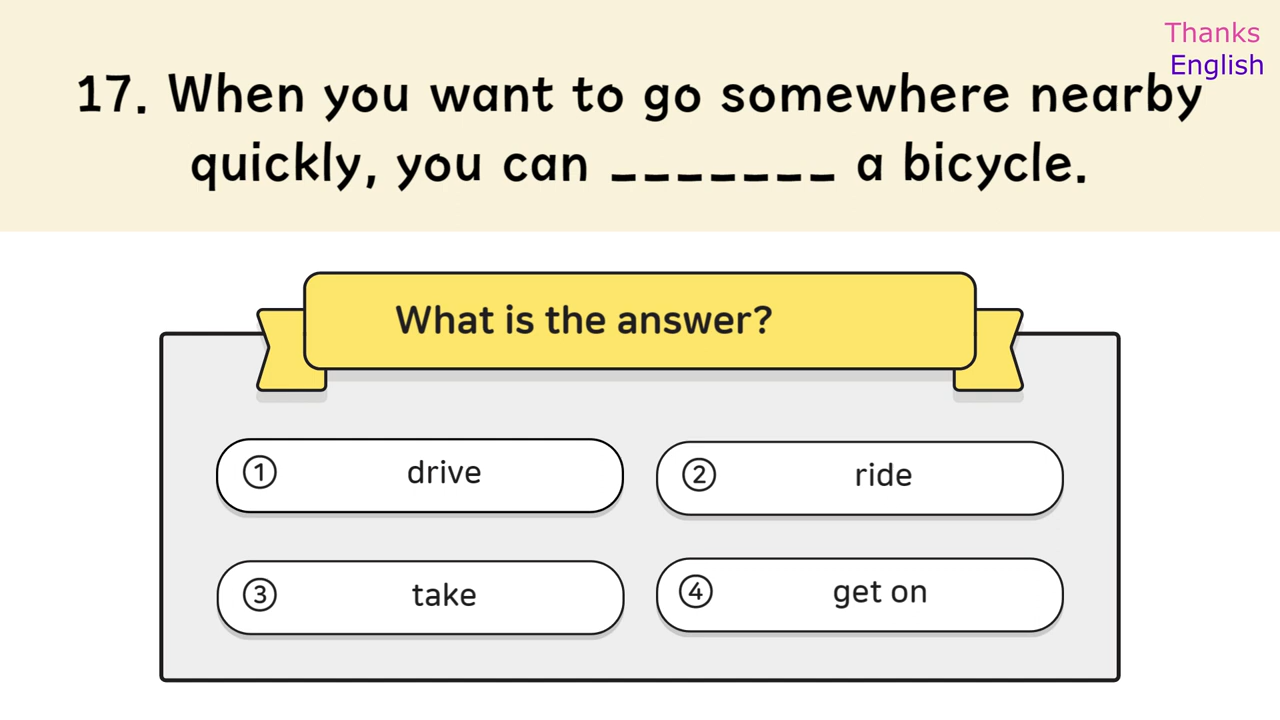 Thanks
English
17. When you want to go somewhere nearby
quickly, you can _______ a bicycle.
What is the answer?
① drive
② ride
③ take
④ get on